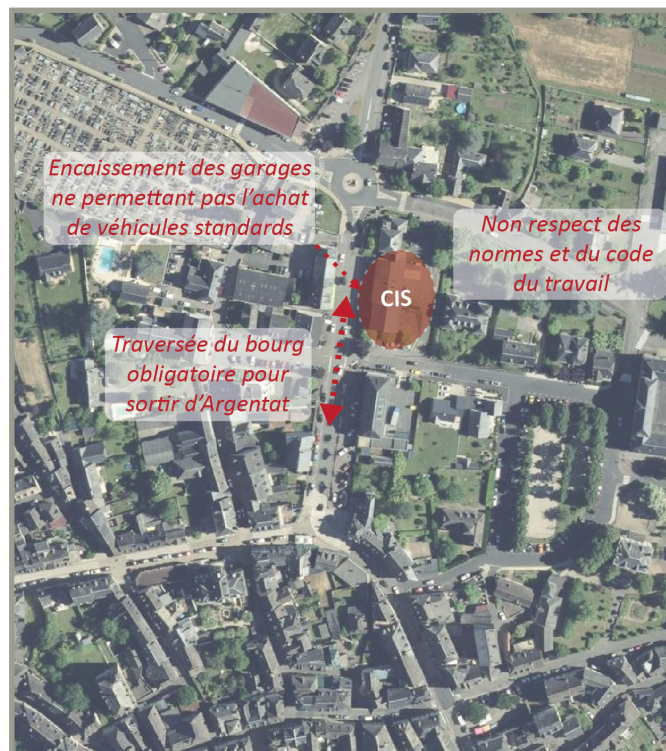 Encaissement des garages
ne permettant pas l’achat
de véhicules standards
Non respect des
normes et du code
du travail
CIS
Traversée du bourg
obligatoire pour
sortir d’Argentat